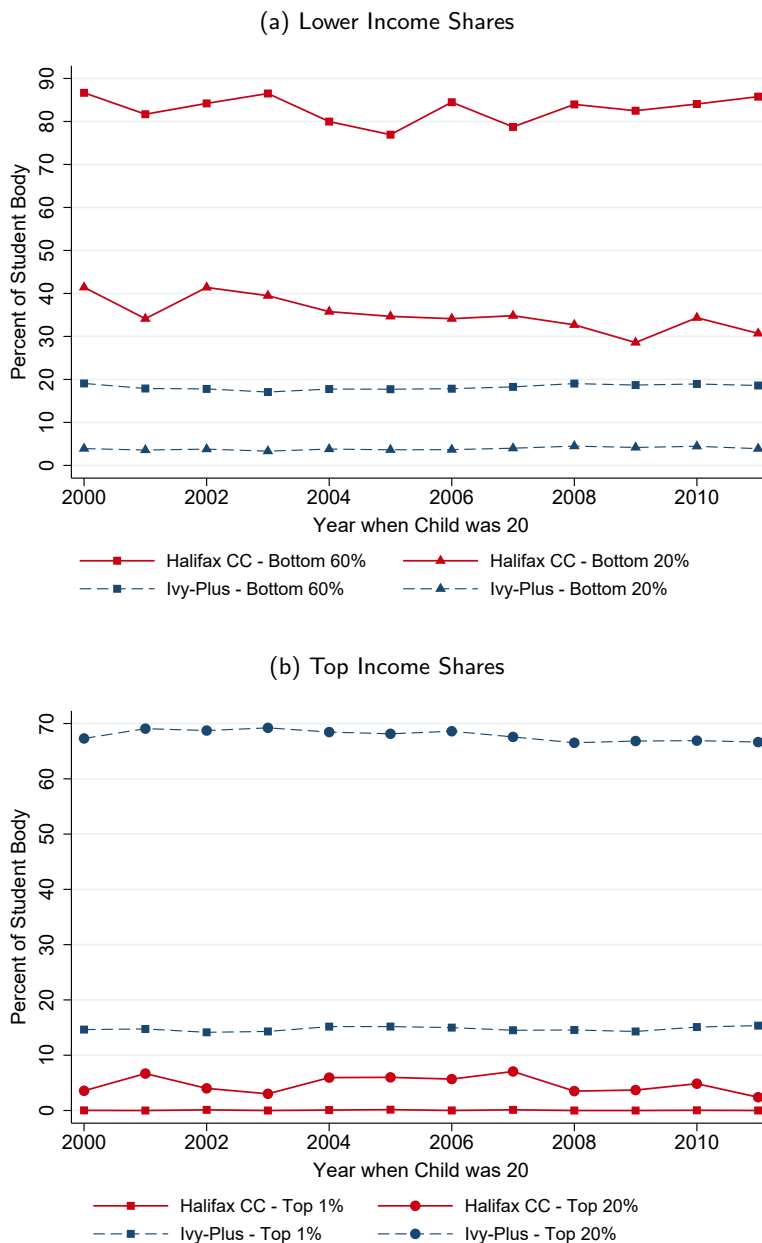 (a) Lower Income Shares
Percent of Student Body
90
80
70
60
50
40
30
20
10
0
2000 2002 2004 2006 2008 2010
Year when Child was 20
Halifax CC - Bottom 60% Halifax CC - Bottom 20%
Ivy-Plus - Bottom 60% Ivy-Plus - Bottom 20%
(b) Top Income Shares
Percent of Student Body
70
60
50
40
30
20
10
0
2000 2002 2004 2006 2008 2010
Year when Child was 20
Halifax CC - Top 1% Halifax CC - Top 20%
Ivy-Plus - Top 1% Ivy-Plus - Top 20%